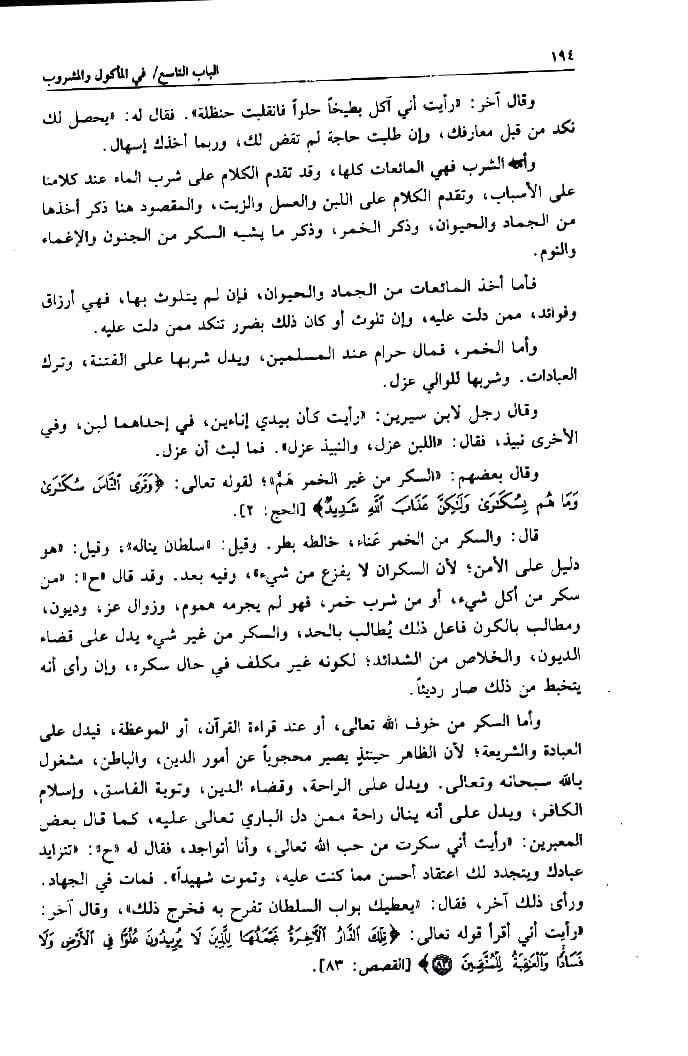 ١٩٤
الباب التاسع/ في المأكول والمشروب
وقال آخر: «رأيت أني آكل بطيخاً حلواً فانقلبت حنظلة». فقال له: «يحصل لك
نكد من قبل معارفك، وإن طلبت حاجة لم تقض لك، وربما أخذك إسهال.
وأما الشرب فهي المائعات كلها، وقد تقدم الكلام على شرب الماء عند كلامنا
على الأسباب، وتقدم الكلام على اللبن والعسل والزيت، والمقصود هنا ذكر أخذها
من الجماد والحيوان، وذكر الخمر، وذكر ما يشبه السكر من الجنون والإغماء
والنوم.
فأما أخذ المائعات من الجماد والحيوان، فإن لم يتلوث بها، فهي أرزاق
وفوائد، ممن دلت عليه، وإن تلوث أو كان ذلك بضرر تنكد ممن دلت عليه.
وأما الخمر، فمال حرام عند المسلمين، ويدل شربها على الفتنة، وترك
العبادات. وشربها للوالي عزل.
وقال رجل لابن سيرين: «رأيت كأن بيدي إناءين، في إحداهما لبن، وفي
الأخرى نبيذ، فقال: «اللبن عزل، والنبيذ عزل». فما لبث أن عزل.
وقال بعضهم: «السكر من غير الخمر هَمٌّ»؛ لقوله تعالى: ﴿وَتَرَى ٱلنَّاسَ سُكَٰرَىٰ
وَمَا هُم بِسُكَٰرَىٰ وَلَٰكِنَّ عَذَابَ ٱللَّهِ شَدِيدٌ﴾ [الحج: ٢].
قال: والسكر من الخمر غناء، خالطه بطر. وقيل: «سلطان يناله»، وقيل: «هو
دليل على الأمن؛ لأن السكران لا يفزع من شيء»، وفيه بعد. وقد قال «ح»: «من
سكر من أكل شيء، أو من شرب خمر، فهو لم يجرمه هموم، وزوال عز، وديون،
ومطالب بالكون فاعل ذلك يُطالب بالحد، والسكر من غير شيء يدل على قضاء
الديون، والخلاص من الشدائد؛ لكونه غير مكلف في حال سكره، وإن رأى أنه
يتخبط من ذلك صار رديئاً.
وأما السكر من خوف الله تعالى، أو عند قراءة القرآن، أو الموعظة، فيدل على
العبادة والشريعة؛ لأن الظاهر حينئذٍ يصير محجوباً عن أمور الدين، والباطن، مشغول
بالله سبحانه وتعالى. ويدل على الراحة، وقضاء الدين، وتوبة الفاسق، وإسلام
الكافر، ويدل على أنه ينال راحة ممن دل الباري تعالى عليه، كما قال بعض
المعبرين: «رأيت أني سكرت من حب الله تعالى، وأنا أتواجد، فقال له «ح»: «تتزايد
عبادك ويتجدد لك اعتقاد أحسن مما كنت عليه، وتموت شهيداً». فمات في الجهاد.
ورأى ذلك آخر، فقال: «يعطيك بواب السلطان تفرح به فخرج ذلك»، وقال آخر:
«رأيت أني أقرأ قوله تعالى: ﴿تِلْكَ ٱلدَّارُ ٱلْآخِرَةُ نَجْعَلُهَا لِلَّذِينَ لَا يُرِيدُونَ عُلُوًّا فِي ٱلْأَرْضِ وَلَا
فَسَادًا وَٱلْعَٰقِبَةُ لِلْمُتَّقِينَ ٨٣﴾ [القصص: ٨٣].